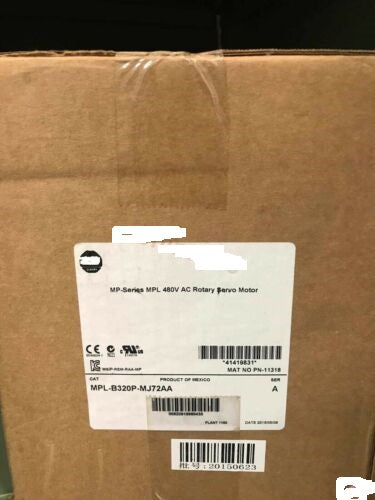 MP-Series MPL 480V AC Rotary Servo Motor
*41419831*
MAT NO PN-11318
CAT
PRODUCT OF MEXICO
SER
MPL-B320P-MJ72AA
A
PLANT 1100
批号:20150623